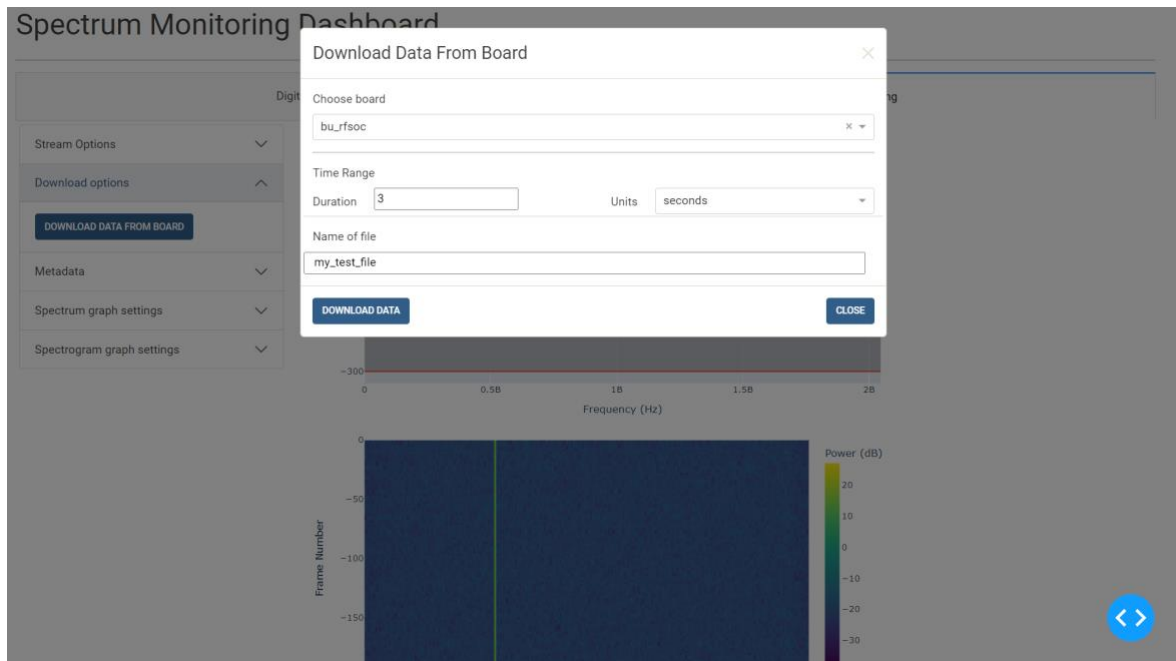 Spectrum Monitoring Dashboard
Download Data From Board
Choose board
bu_rfsoc
Time Range
Duration 3 Units seconds
Name of file
my_test_file
DOWNLOAD DATA CLOSE
Stream Options
Download options
DOWNLOAD DATA FROM BOARD
Metadata
Spectrum graph settings
Spectrogram graph settings
−300
0 0.5B 1B 1.5B 2B
Frequency (Hz)
Power (dB)
0
−50
−100
−150
Frame Number
20
10
0
−10
−20
−30